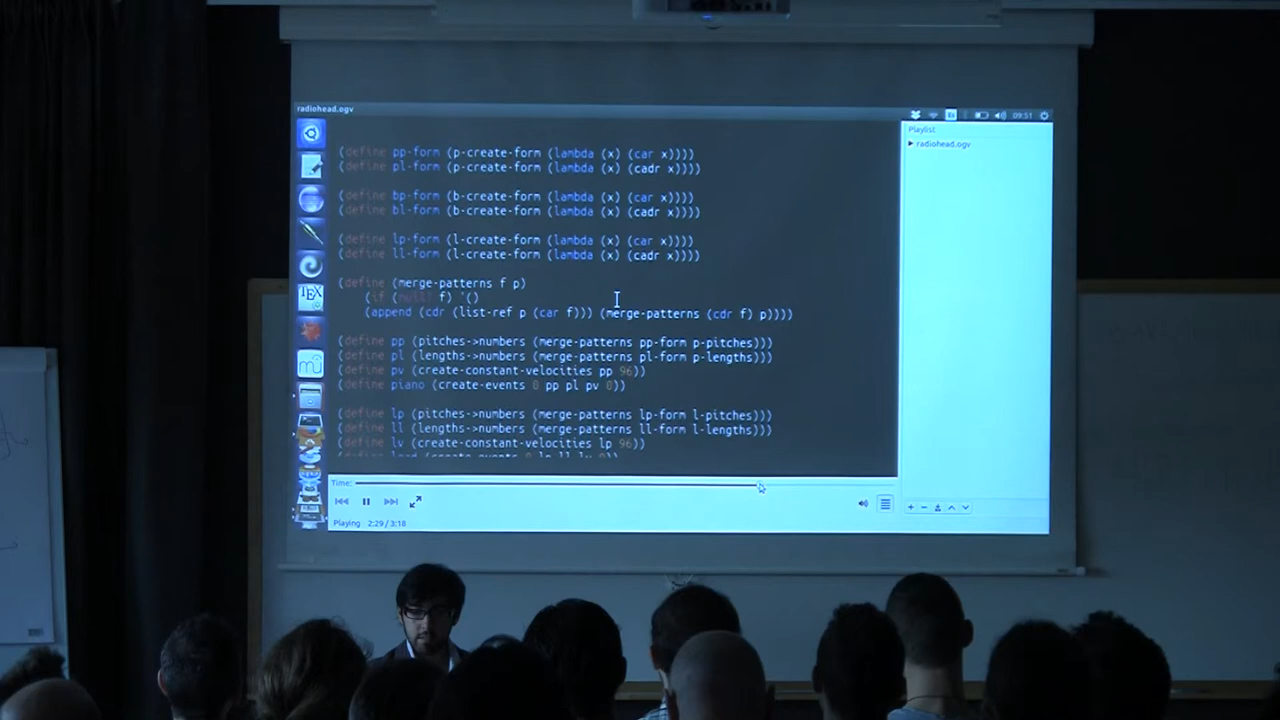 radiohead.ogv
09:51
(define pp-form (p-create-form (lambda (x) (car x))))
(define pl-form (p-create-form (lambda (x) (cadr x))))
(define bp-form (b-create-form (lambda (x) (car x))))
(define bl-form (b-create-form (lambda (x) (cadr x))))
(define lp-form (l-create-form (lambda (x) (car x))))
(define ll-form (l-create-form (lambda (x) (cadr x))))
(define (merge-patterns f p)
(if (null? f) '()
(append (cdr (list-ref p (car f))) (merge-patterns (cdr f) p))))
(define pp (pitches->numbers (merge-patterns pp-form p-pitches)))
(define pl (lengths->numbers (merge-patterns pl-form p-lengths)))
(define pv (create-constant-velocities pp 96))
(define piano (create-events 0 pp pl pv 0))
(define lp (pitches->numbers (merge-patterns lp-form l-pitches)))
(define ll (lengths->numbers (merge-patterns ll-form l-lengths)))
(define lv (create-constant-velocities lp 96))
Playlist
radiohead.ogv
TEX
mu
Time:
Playing 2:29 / 3:18